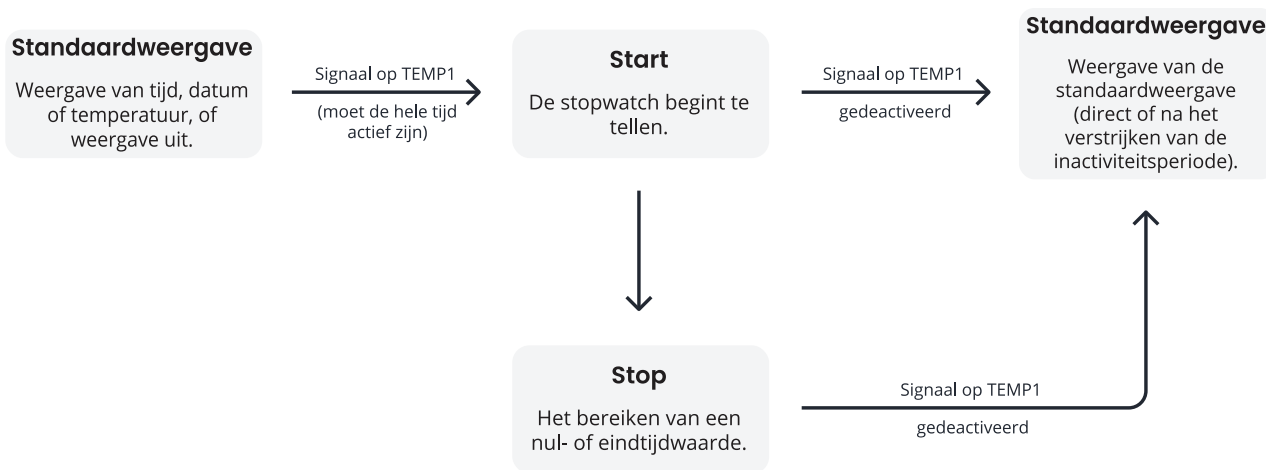 Standaardweergave
Weergave van tijd, datum
of temperatuur, of
weergave uit.
Signaal op TEMP1
(moet de hele tijd
actief zijn)
Start
De stopwatch begint te
tellen.
Signaal op TEMP1
gedeactiveerd
Standaardweergave
Weergave van de
standaardweergave
(direct of na het
verstrijken van de
inactiviteitsperiode).
Stop
Het bereiken van een
nul- of eindtijdwaarde.
Signaal op TEMP1
gedeactiveerd